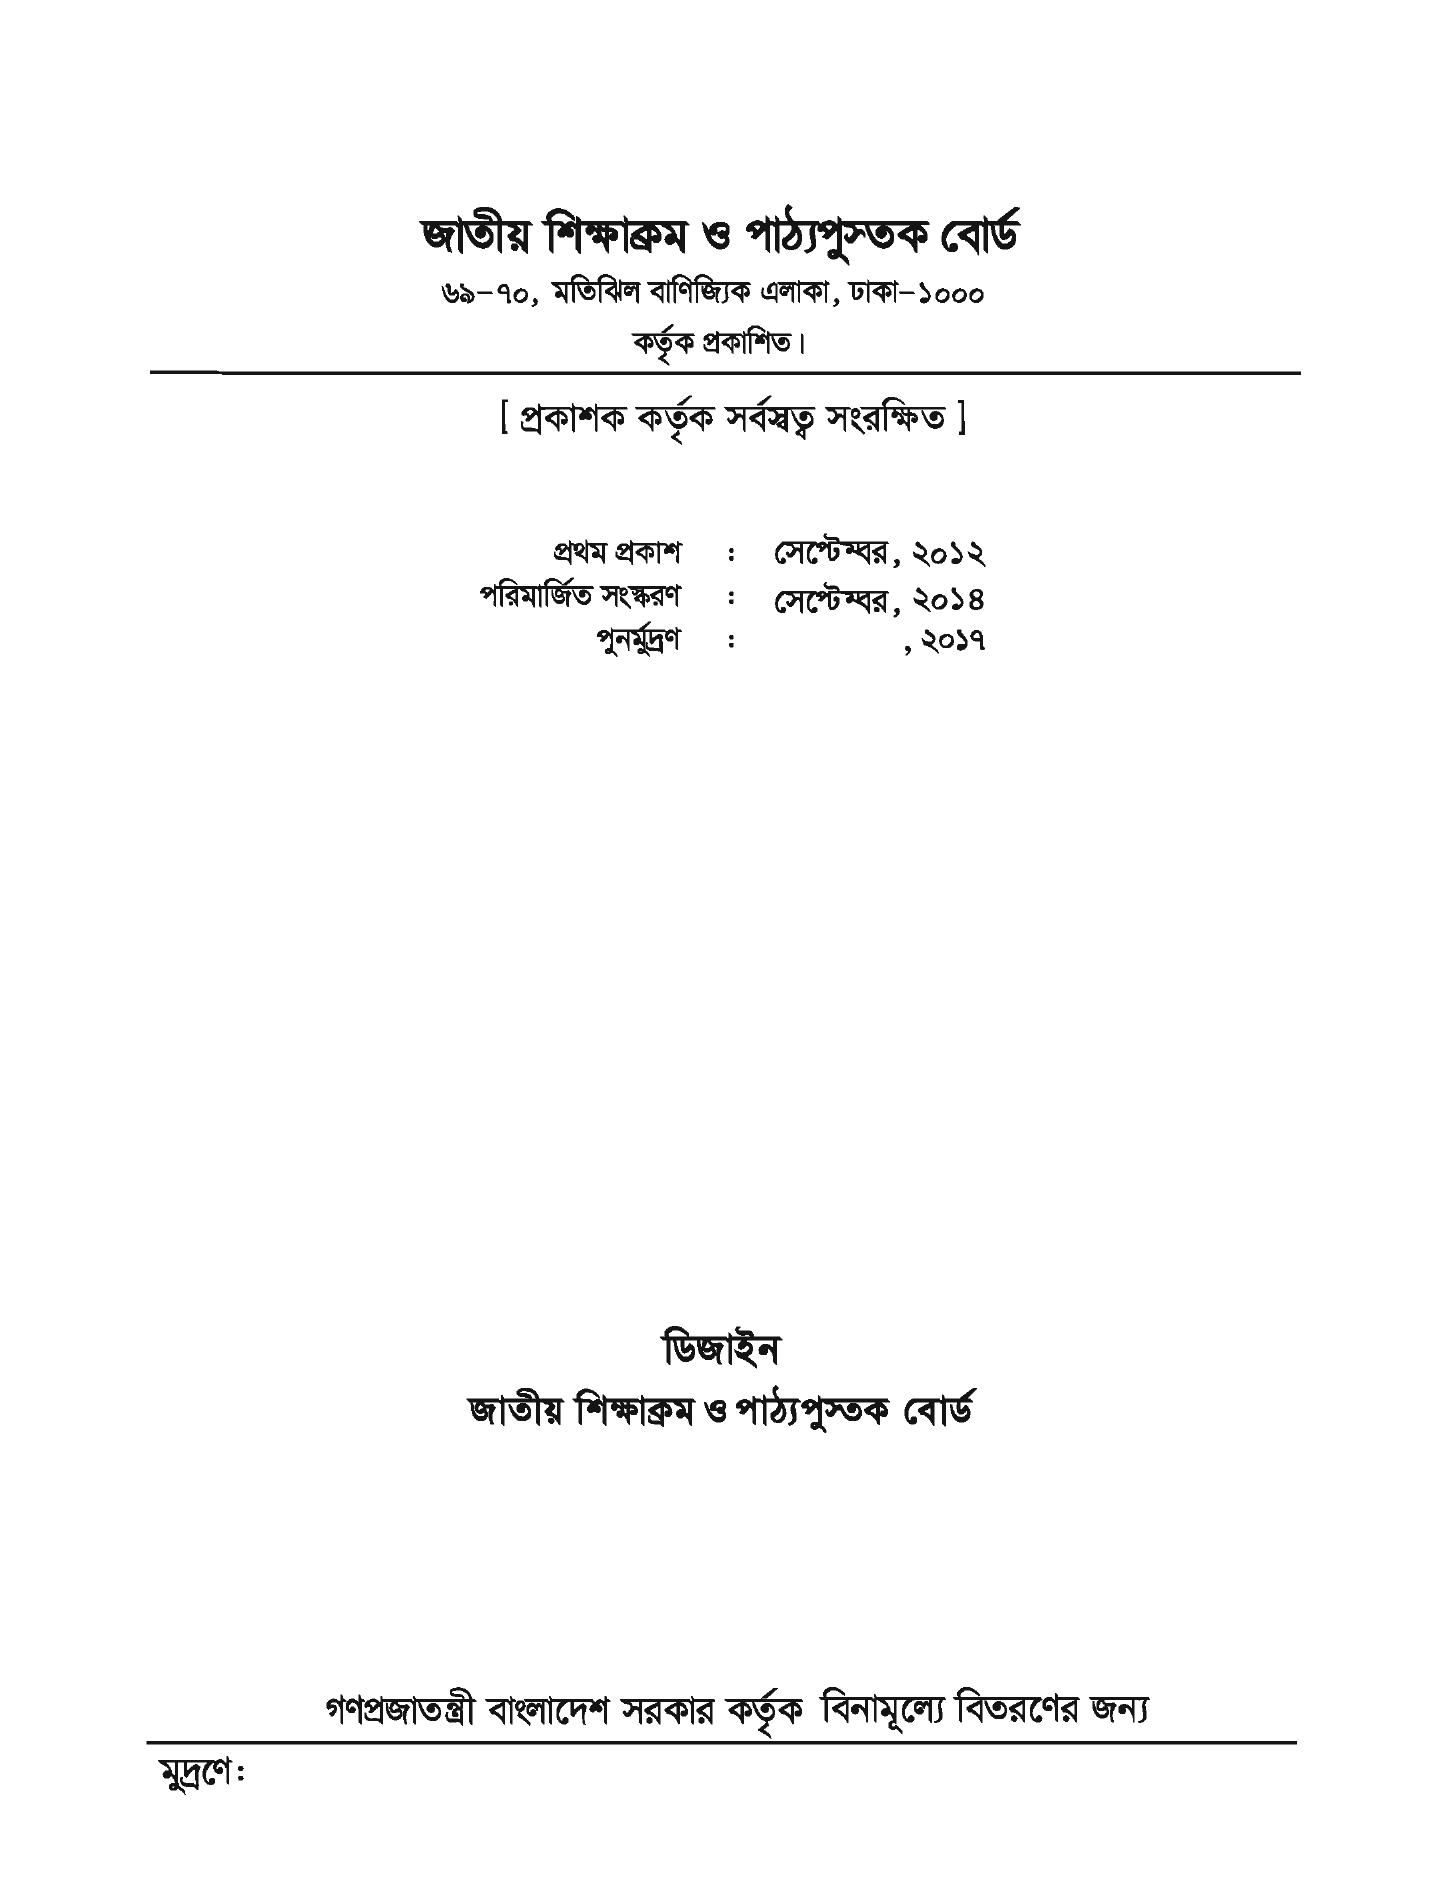 জাতীয় শিক্ষাক্রম ও পাঠ্যপুস্তক বোর্ড
৬৯–৭০, মতিঝিল বাণিজ্যিক এলাকা, ঢাকা–১০০০
কর্তৃক প্রকাশিত।
[ প্রকাশক কর্তৃক সর্বস্বত্ব সংরক্ষিত ]
প্রথম প্রকাশ : সেপ্টেম্বর, ২০১২
পরিমার্জিত সংস্করণ : সেপ্টেম্বর, ২০১৪
পুনর্মুদ্রণ : , ২০১৭
ডিজাইন
জাতীয় শিক্ষাক্রম ও পাঠ্যপুস্তক বোর্ড
গণপ্রজাতন্ত্রী বাংলাদেশ সরকার কর্তৃক বিনামূল্যে বিতরণের জন্য
মুদ্রণে: